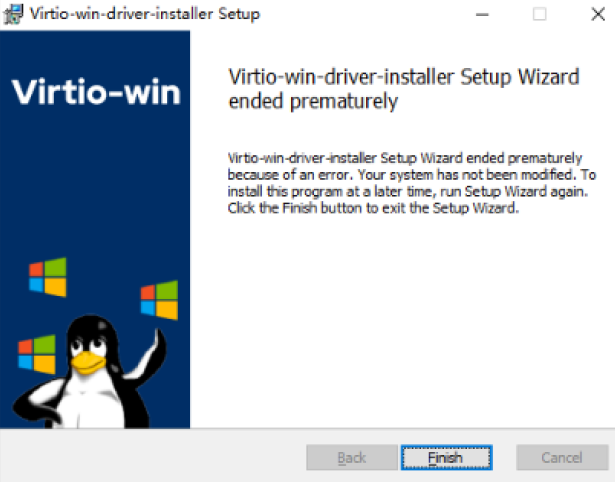 Virtio-win-driver-installer Setup
Virtio-win
Virtio-win-driver-installer Setup Wizard
ended prematurely
Virtio-win-driver-installer Setup Wizard ended prematurely
because of an error. Your system has not been modified. To
install this program at a later time, run Setup Wizard again.
Click the Finish button to exit the Setup Wizard.
Back
Finish
Cancel